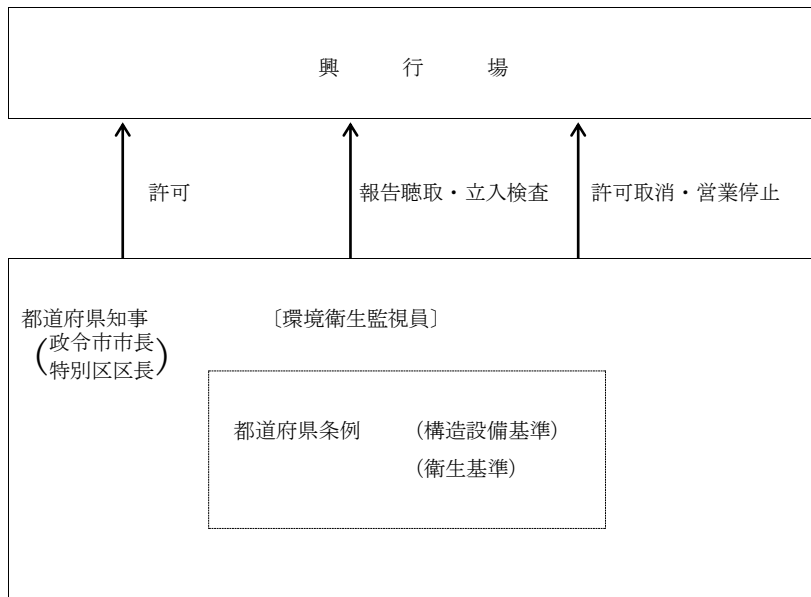 興行場
許可
報告聴取・立入検査
許可取消・営業停止
都道府県知事
〔環境衛生監視員〕
(政令市市長
特別区区長)
都道府県条例 (構造設備基準)
(衛生基準)